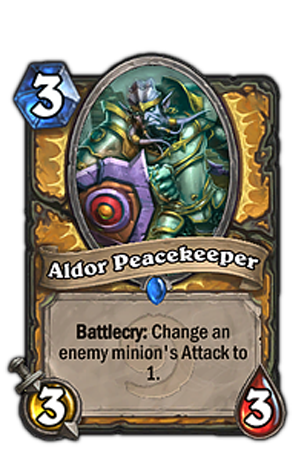 3
Aldor Peacekeeper
Battlecry: Change an
enemy minion's Attack to
1.
3
3